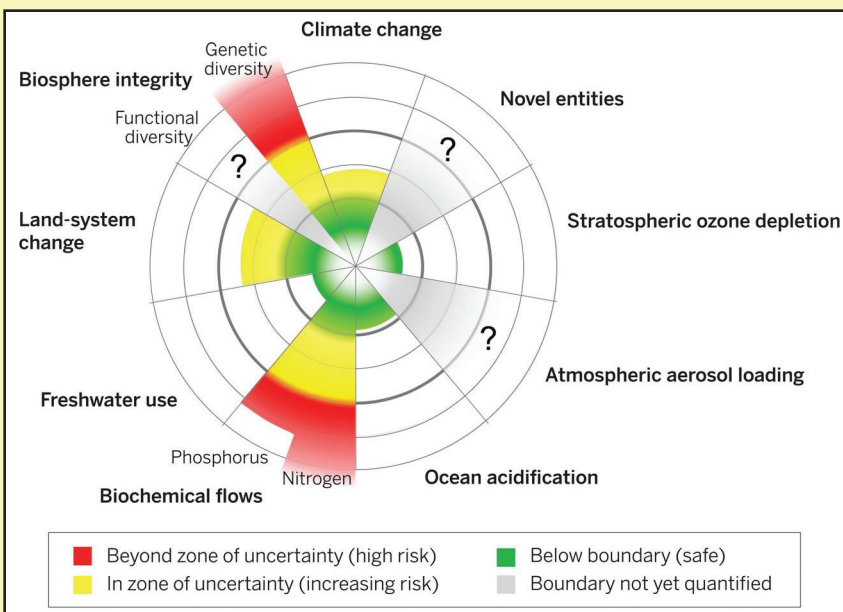 Climate change
Genetic
diversity
Biosphere integrity
Novel entities
Functional
diversity
?
?
Land-system
change
Stratospheric ozone depletion
?
Atmospheric aerosol loading
Freshwater use
Phosphorus
Nitrogen
Ocean acidification
Biochemical flows
Beyond zone of uncertainty (high risk)
Below boundary (safe)
In zone of uncertainty (increasing risk)
Boundary not yet quantified